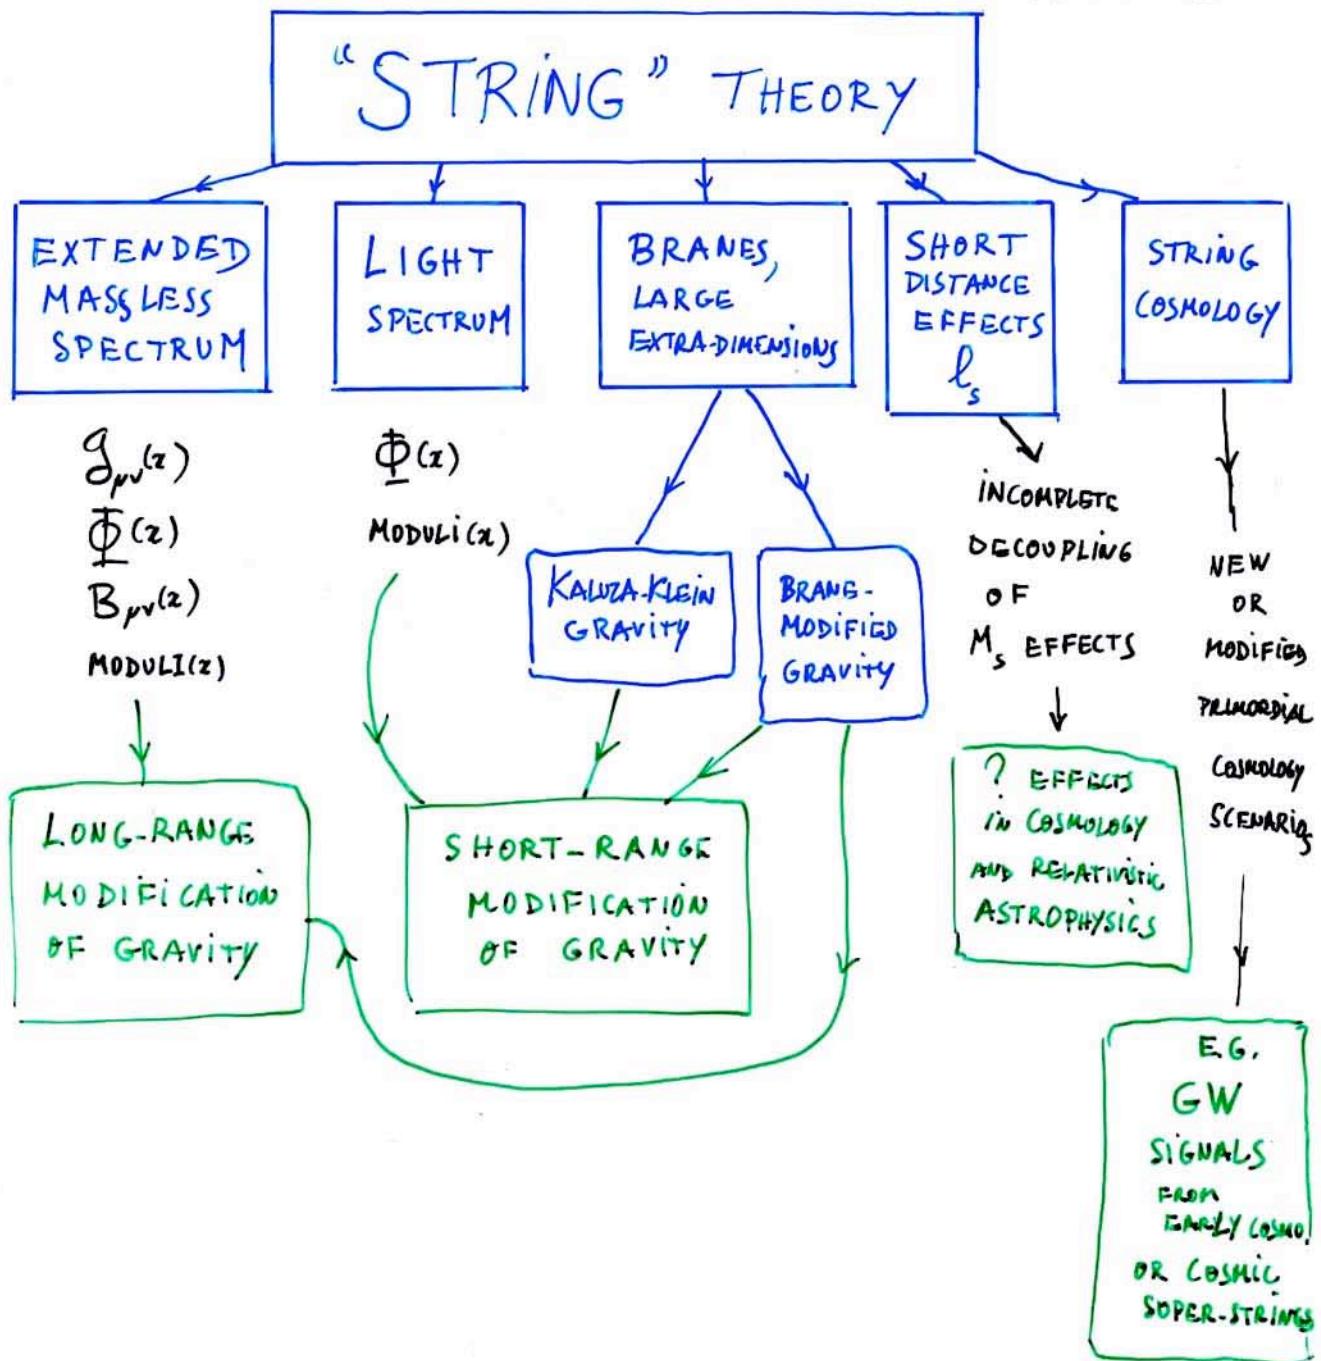 “STRiNG” THEORY
EXTENDED
MASSLESS
SPECTRUM
LIGHT
SPECTRUM
BRANES,
LARGE
EXTRA-DIMENSIONS
SHORT
DISTANCE
EFFECTS
ℓs
STRING
COSMOLOGY
gμν(x)
Φ(x)
Bμν(x)
MODULI(x)
Φ(x)
MODULi(x)
KALUZA-KLEIN
GRAVITY
BRANE-
MODIFIED
GRAVITY
iNCOMPLETE
DECOUPLING
OF
Ms EFFECTS
NEW
OR
MODIFIED
PRIMORDIAL
COSMOLOGY
SCENARIOS
LONG-RANGE
MODIFICATION
OF GRAVITY
SHORT-RANGE
MODIFICATION
OF GRAVITY
? EFFECTS
in COSMOLOGY
AND RELATIVISTIC
ASTROPHYSICS
E.G.
GW
SIGNALS
FROM
EARLY COSMO.
OR COSMIC
SUPER-STRINGS